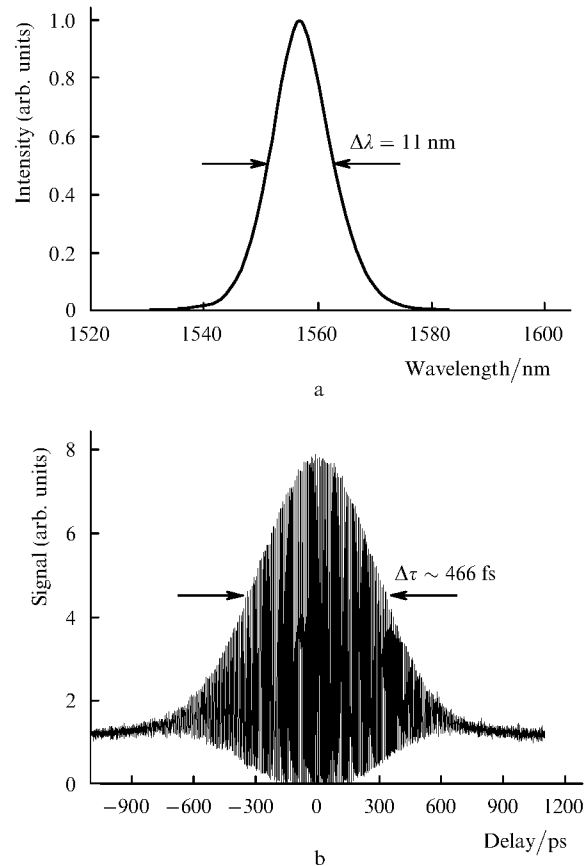 Intensity (arb. units)
1.0
0.8
0.6
0.4
0.2
0
Δλ = 11 nm
1520 1540 1560 1580 1600
Wavelength/nm
a
Signal (arb. units)
8
6
4
2
0
Δτ ∼ 466 fs
−900 −600 −300 0 300 600 900 1200
Delay/ps
b